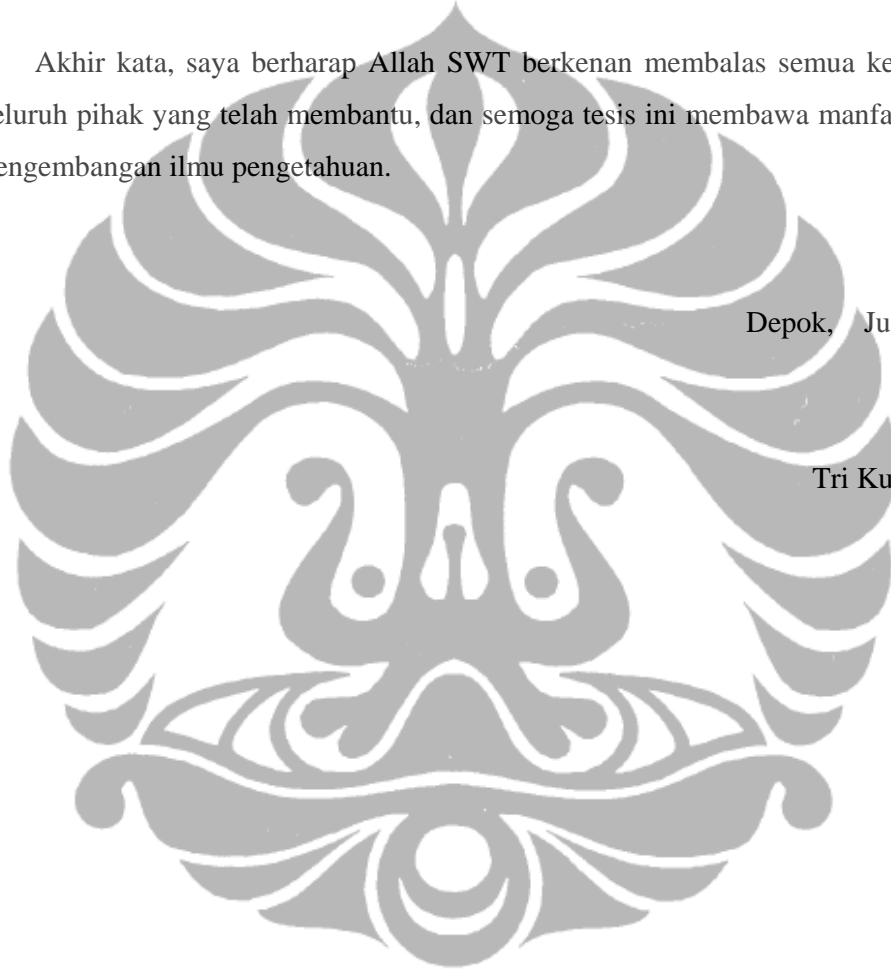 Akhir kata, saya berharap Allah SWT berkenan membalas semua ke
eluruh pihak yang telah membantu, dan semoga tesis ini membawa manfa
engembangan ilmu pengetahuan.
Depok, Ju
Tri Ku